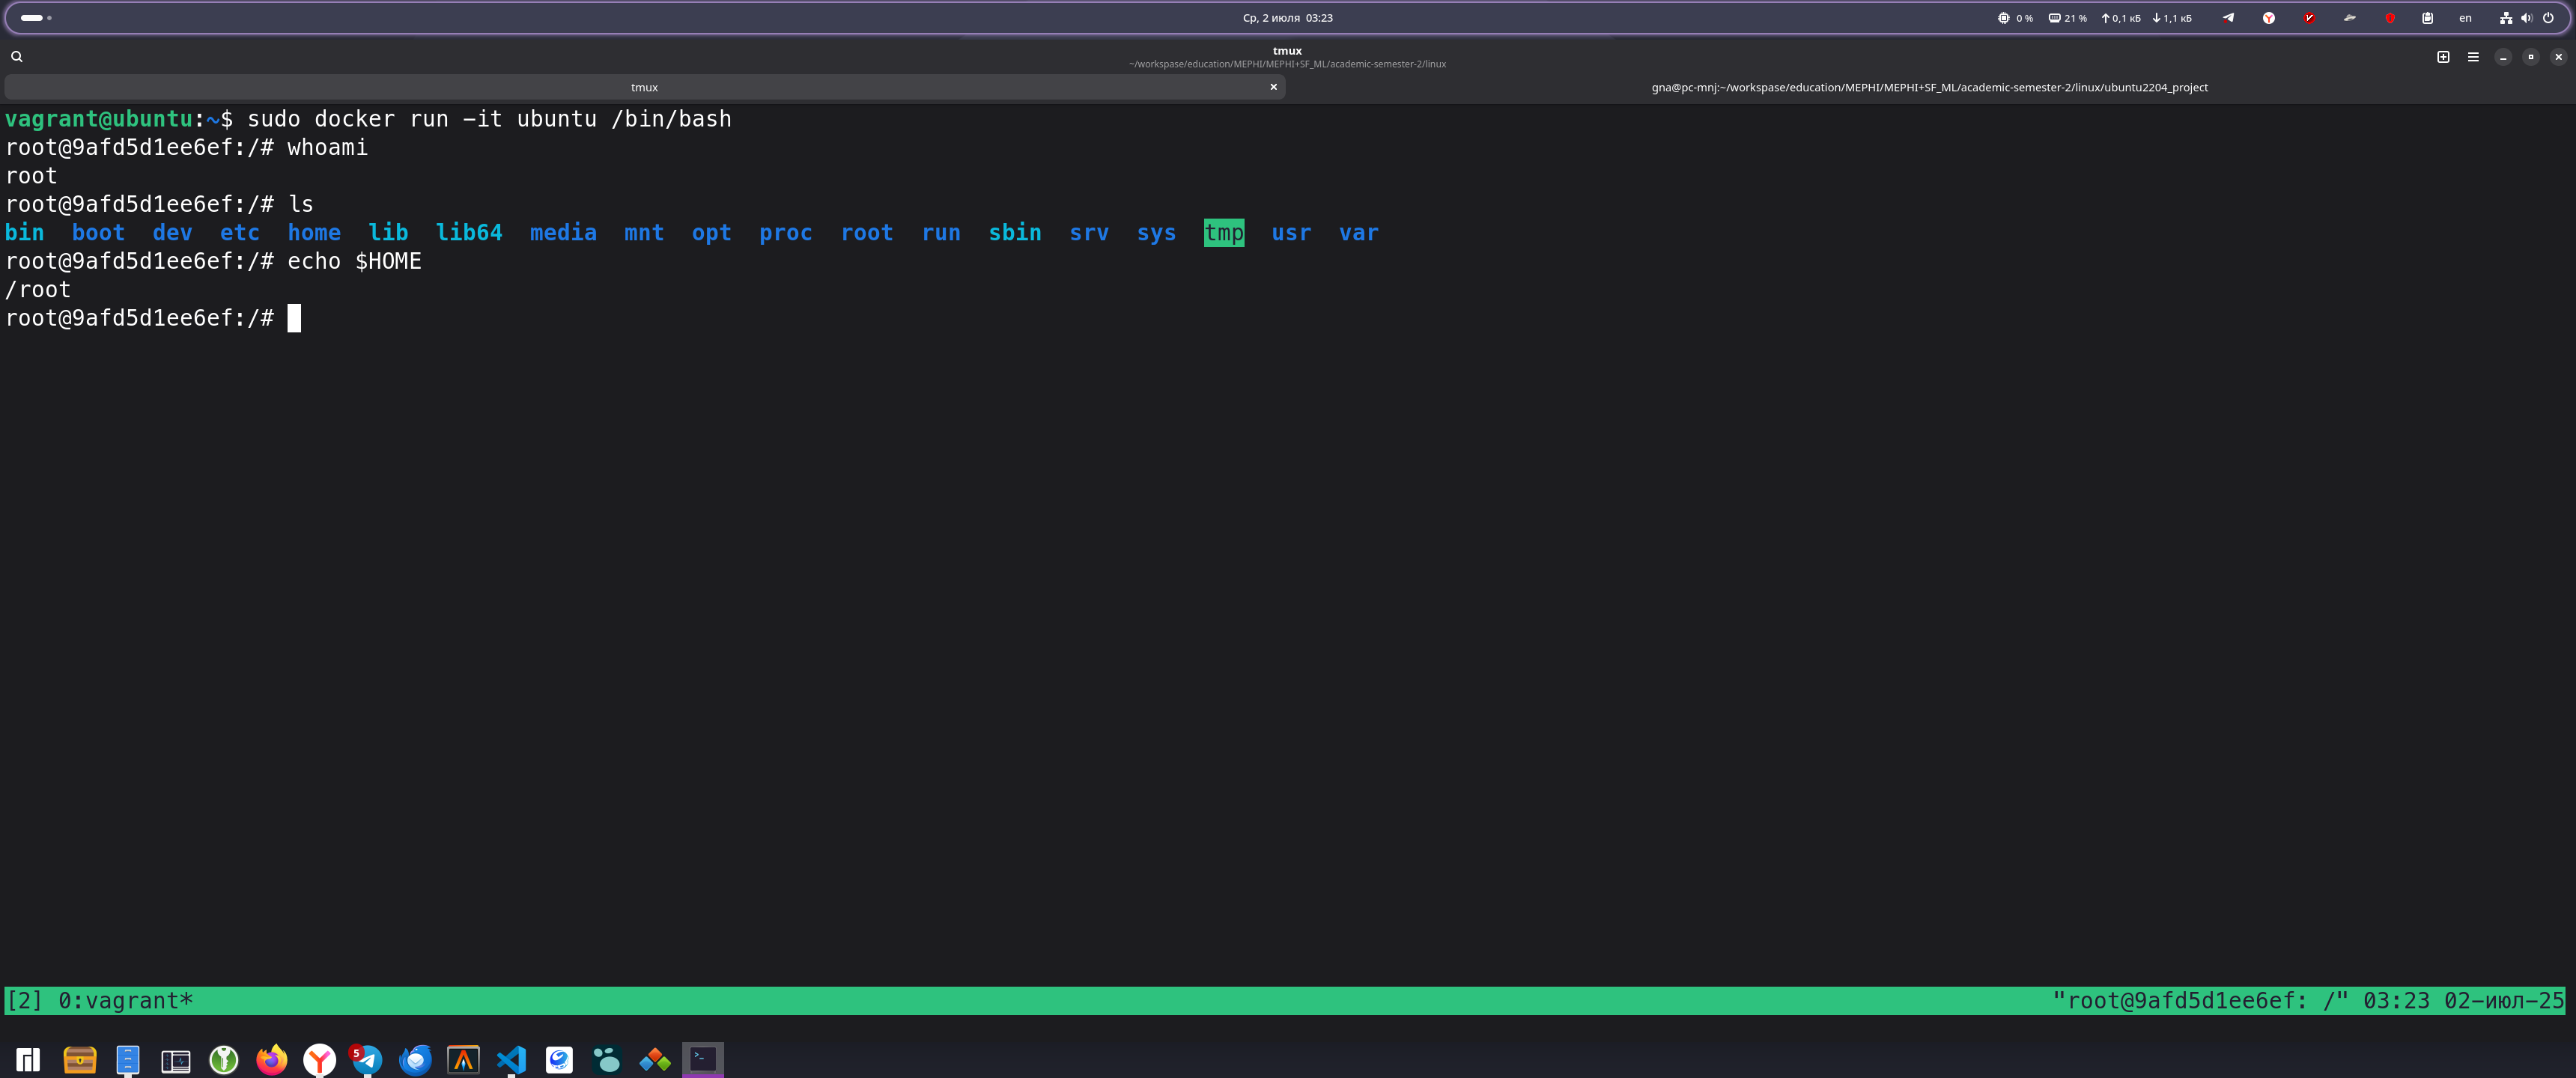 Ср, 2 июля 03:23
0 % 21 % 0,1 кБ 1,1 кБ en
tmux
~/workspase/education/MEPHI/MEPHI+SF_ML/academic-semester-2/linux
tmux
gna@pc-mnj:~/workspase/education/MEPHI/MEPHI+SF_ML/academic-semester-2/linux/ubuntu2204_project
vagrant@ubuntu:~$ sudo docker run -it ubuntu /bin/bash
root@9afd5d1ee6ef:/# whoami
root
root@9afd5d1ee6ef:/# ls
bin boot dev etc home lib lib64 media mnt opt proc root run sbin srv sys tmp usr var
root@9afd5d1ee6ef:/# echo $HOME
/root
root@9afd5d1ee6ef:/#
[2] 0:vagrant* "root@9afd5d1ee6ef: /" 03:23 02-июл-25
5